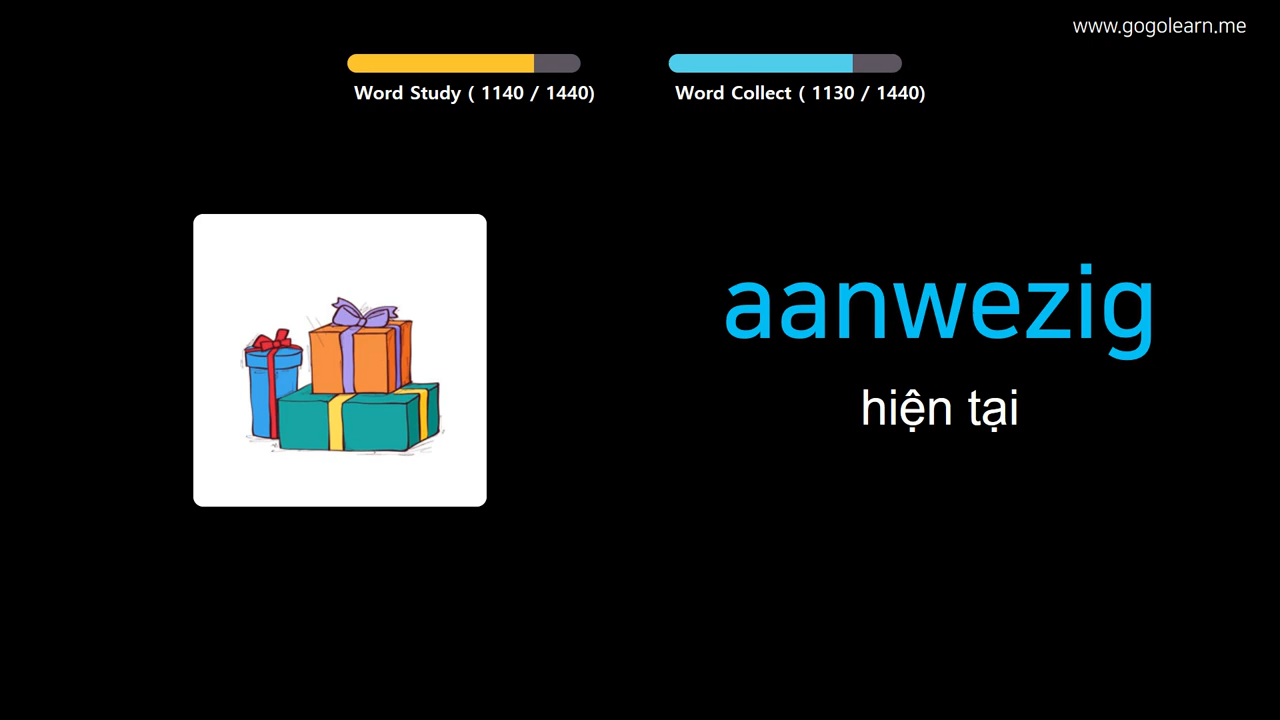 www.gogolearn.me
Word Study ( 1140 / 1440)
Word Collect ( 1130 / 1440)
aanwezig
hiện tại